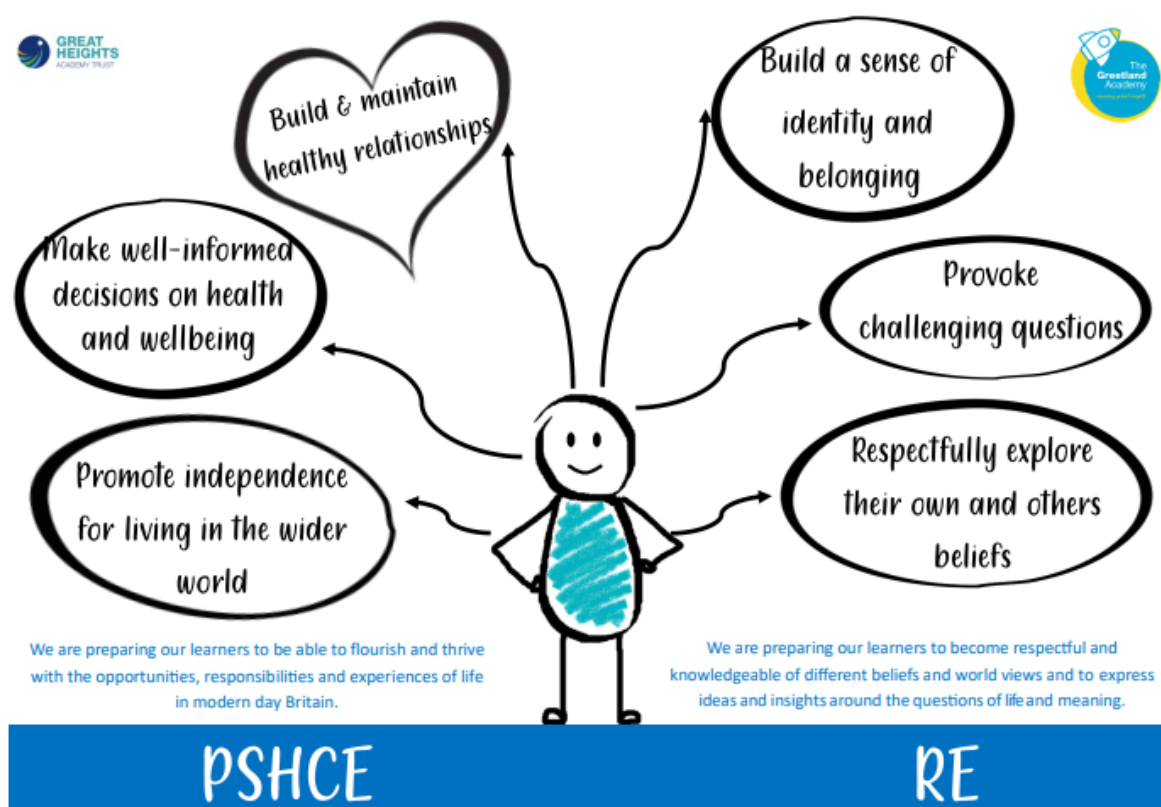 GREAT
HEIGHTS
ACADEMY TRUST
The
Greetland
Academy
Build & maintain
healthy relationships
Build a sense of
identity and
belonging
Make well-informed
decisions on health
and wellbeing
Provoke
challenging questions
Promote independence
for living in the wider
world
Respectfully explore
their own and others
beliefs
We are preparing our learners to be able to flourish and thrive
with the opportunities, responsibilities and experiences of life
in modern day Britain.
We are preparing our learners to become respectful and
knowledgeable of different beliefs and world views and to express
ideas and insights around the questions of life and meaning.
PSHCE
RE